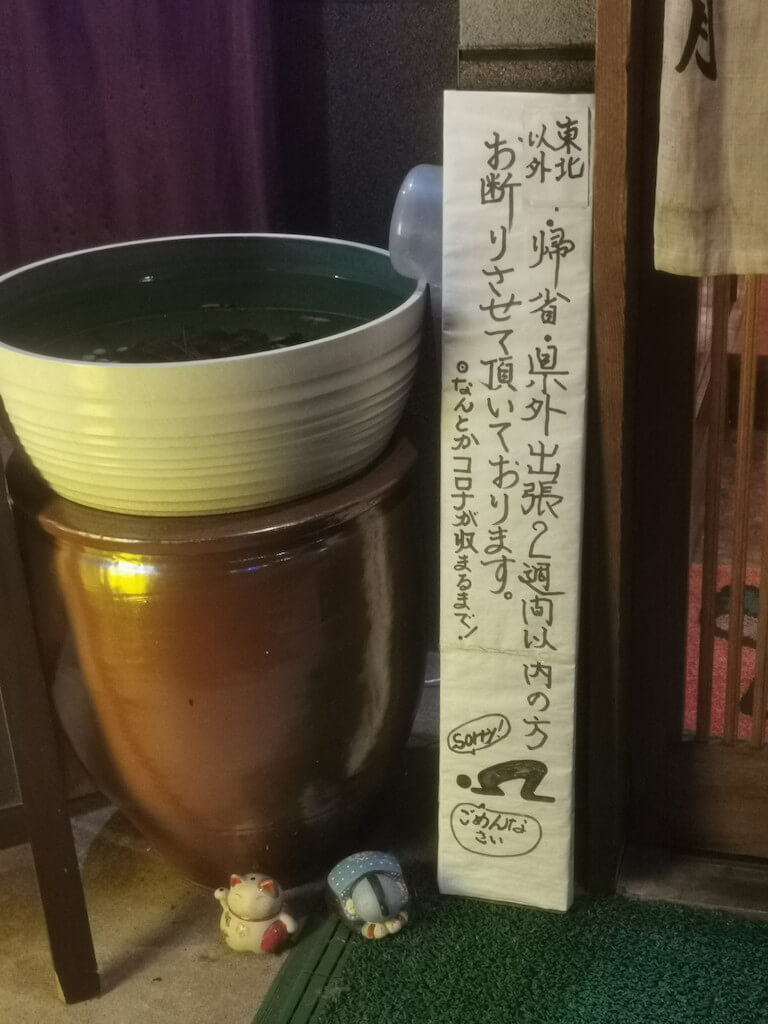 東北
以外
・帰省・県外出張2週間以内の方
お断りさせて頂いております。
○なんとかコロナが収まるまで!
sorry!
ごめんな
さい
月